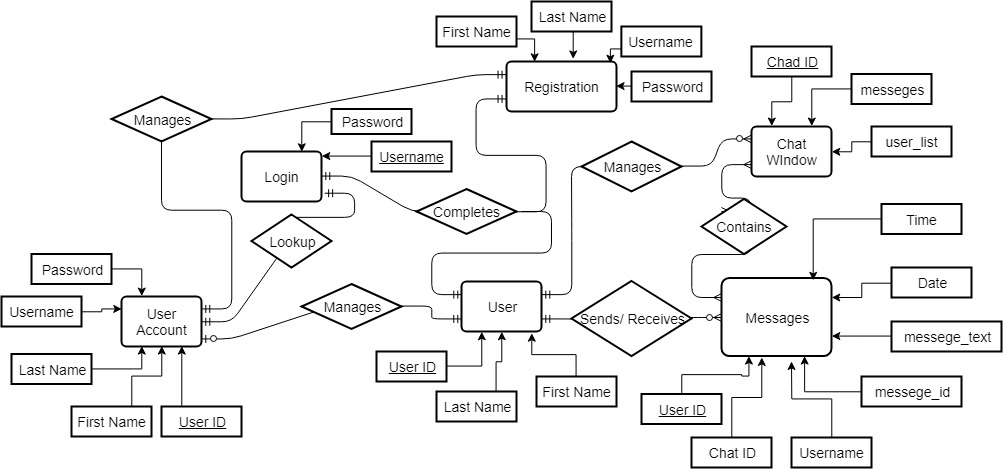 Last Name
First Name
Username
Chad ID
Registration
Password
messeges
Manages
Password
Username
Login
Chat
WIndow
user_list
Manages
Completes
Lookup
Contains
Time
Password
Username
User
Account
Manages
User
Sends/ Receives
Messages
Date
messege_text
Last Name
First Name
User ID
User ID
Last Name
First Name
User ID
Chat ID
Username
messege_id